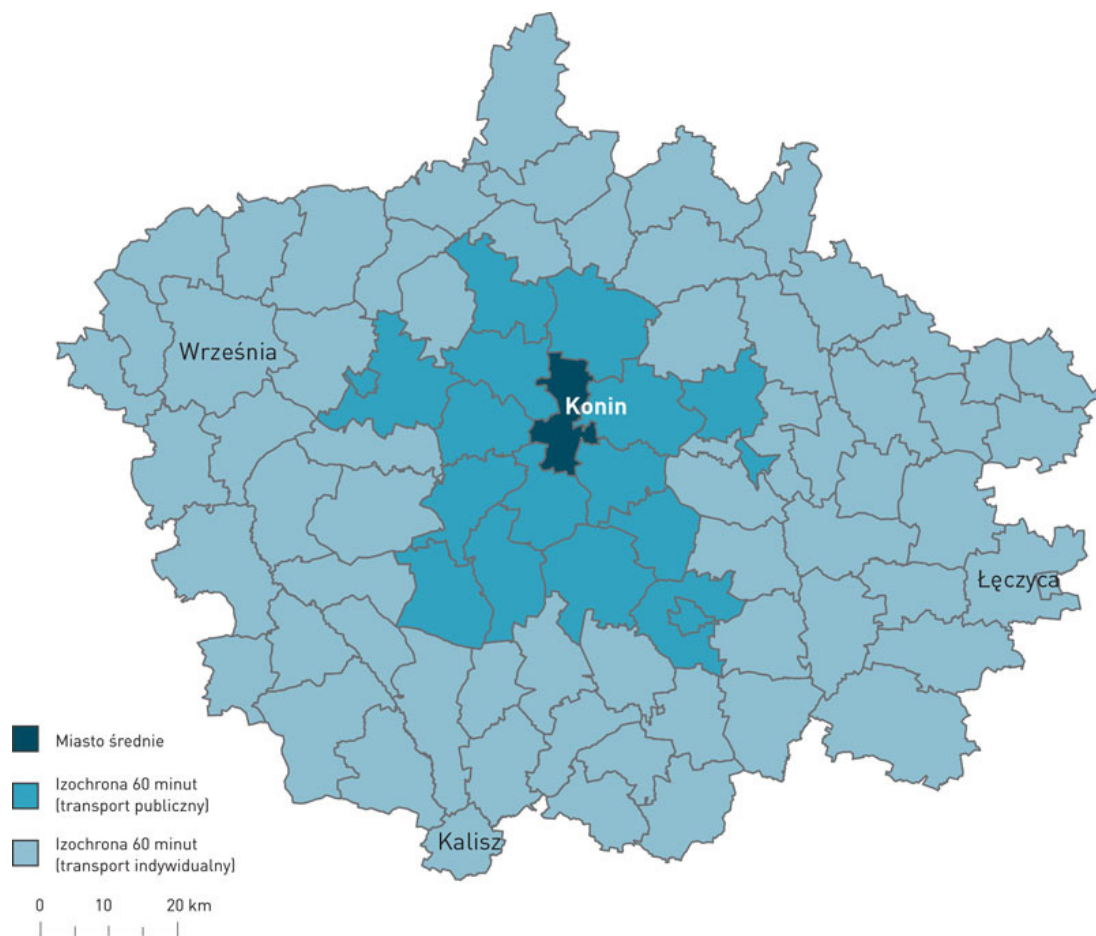 Września
Konin
Łęczyca
Kalisz
Miasto średnie
Izochrona 60 minut
(transport publiczny)
Izochrona 60 minut
(transport indywidualny)
0 10 20 km